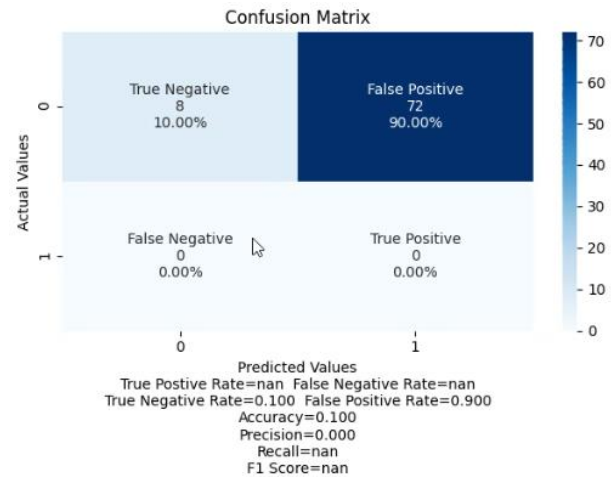 Confusion Matrix
True Negative
8
10.00%
False Positive
72
90.00%
False Negative
0
0.00%
True Positive
0
0.00%
Actual Values
0
1
0
1
Predicted Values
True Postive Rate=nan False Negative Rate=nan
True Negative Rate=0.100 False Positive Rate=0.900
Accuracy=0.100
Precision=0.000
Recall=nan
F1 Score=nan
70
60
50
40
30
20
10
0